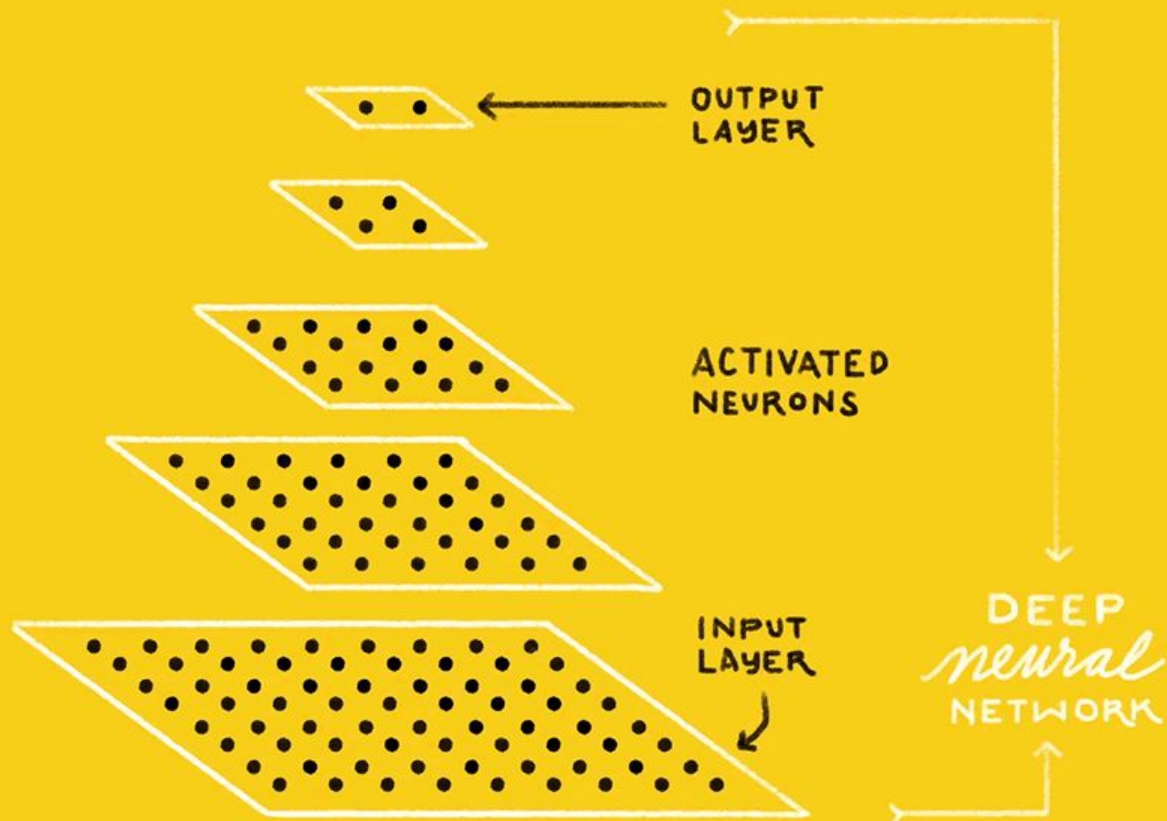 OUTPUT
LAYER
ACTIVATED
NEURONS
INPUT
LAYER
DEEP
neural
NETWORK